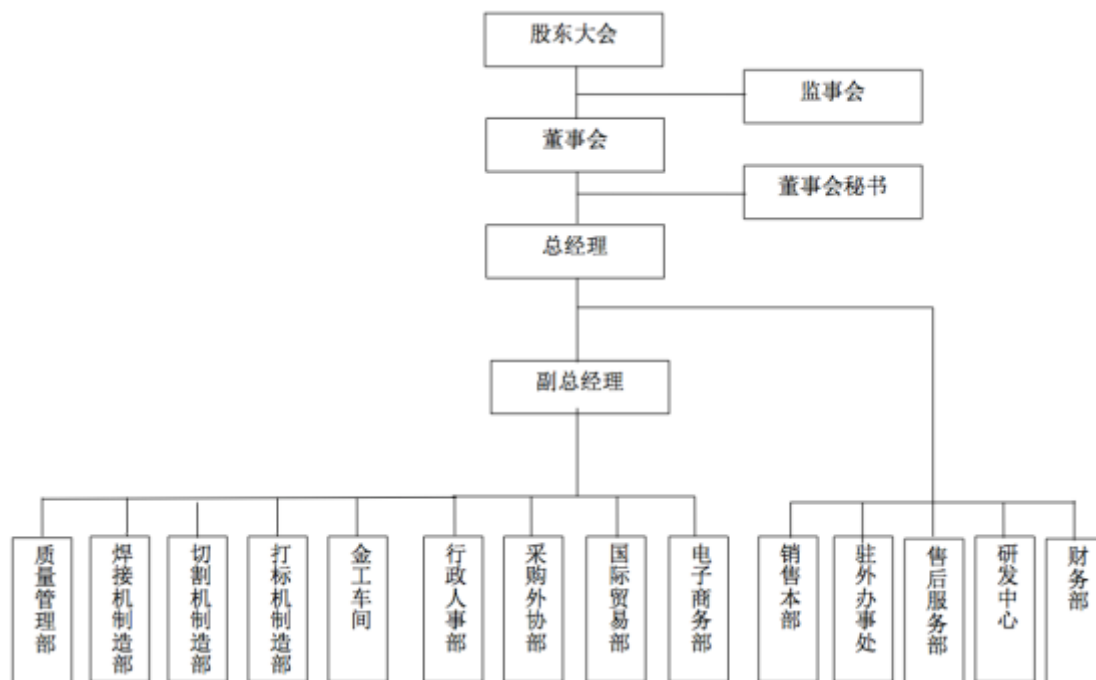 股东大会
监事会
董事会
董事会秘书
总经理
副总经理
质量管理部
焊接机制造部
切割机制造部
打标机制造部
金工车间
行政人事部
采购外协部
国际贸易部
电子商务部
销售本部
驻外办事处
售后服务部
研发中心
财务部